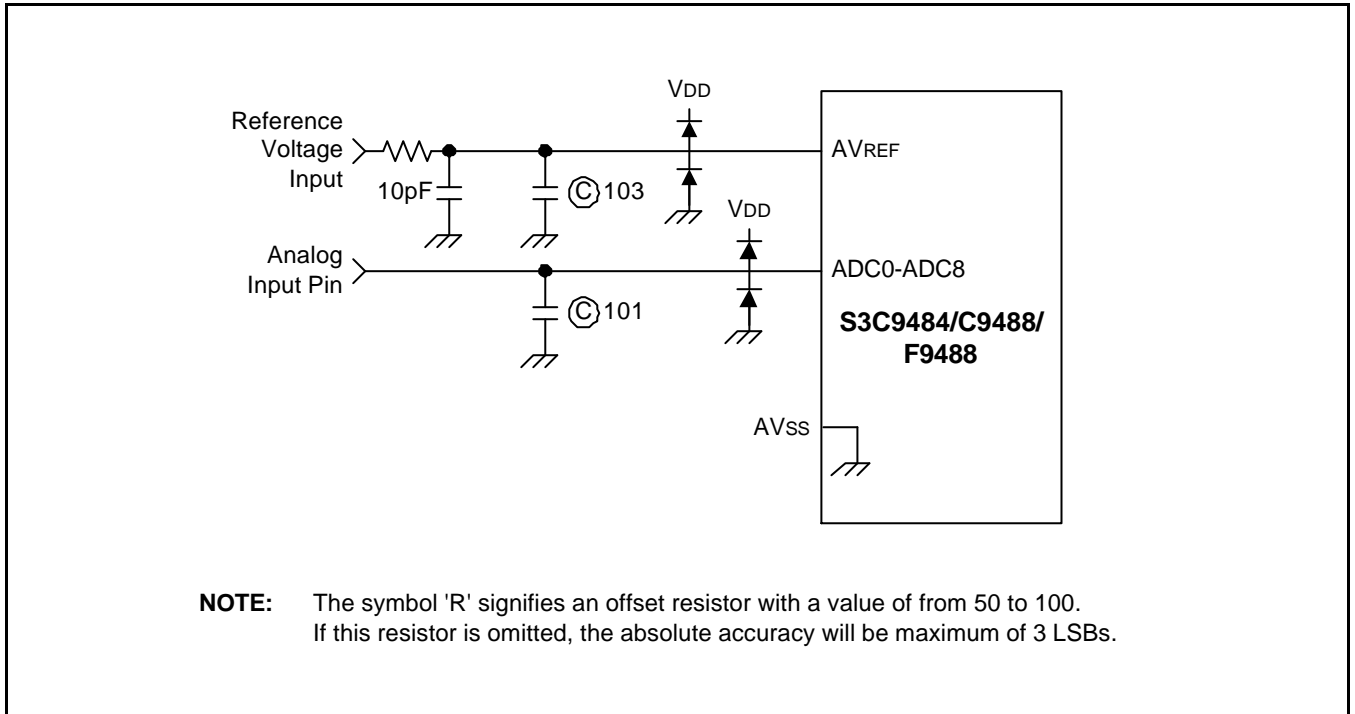 VDD
Reference
Voltage
Input
AVREF
10pF
C 103
VDD
Analog
Input Pin
ADC0-ADC8
C 101
S3C9484/C9488/
F9488
AVSS
NOTE: The symbol 'R' signifies an offset resistor with a value of from 50 to 100.
If this resistor is omitted, the absolute accuracy will be maximum of 3 LSBs.